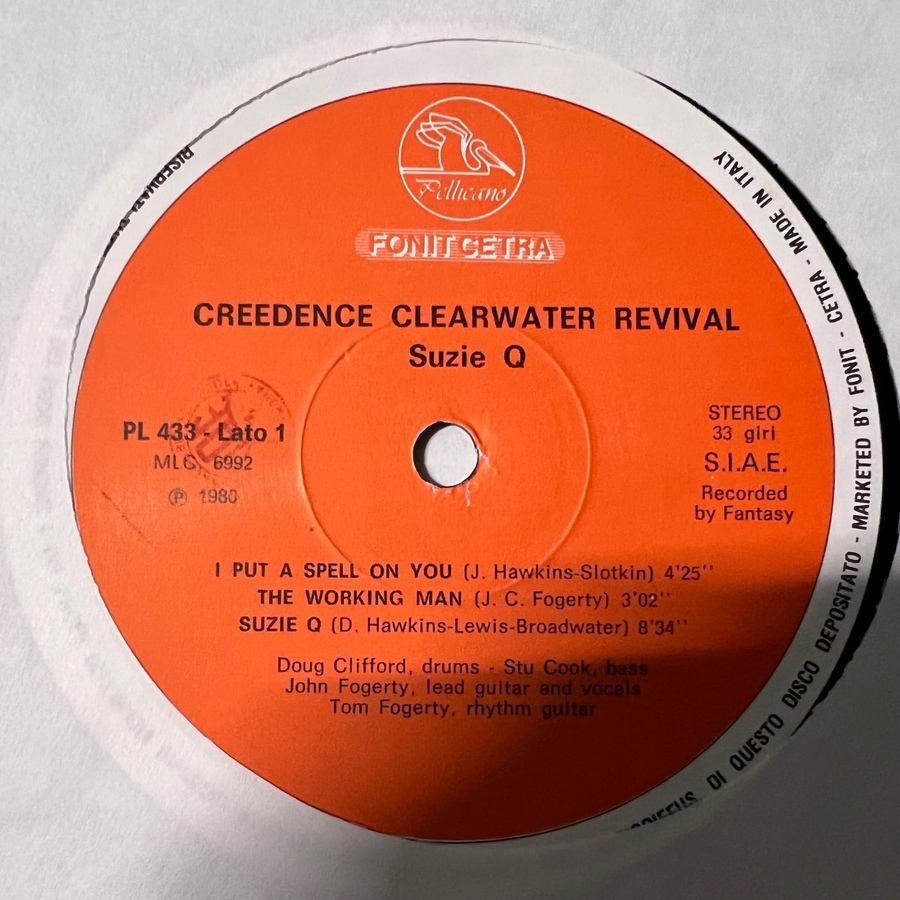 Pellicano
FONIT CETRA
CREEDENCE CLEARWATER REVIVAL
Suzie Q
PL 433 - Lato 1
MLC. 6992
℗ 1980
STEREO
33 giri
S.I.A.E.
Recorded
by Fantasy
I PUT A SPELL ON YOU (J. Hawkins-Slotkin) 4'25''
THE WORKING MAN (J. C. Fogerty) 3'02''
SUZIE Q (D. Hawkins-Lewis-Broadwater) 8'34''
Doug Clifford, drums - Stu Cook, bass
John Fogerty, lead guitar and vocals
Tom Fogerty, rhythm guitar
DI QUESTO DISCO DEPOSITATO - MARKETED BY FONIT - CETRA - MADE IN ITALY